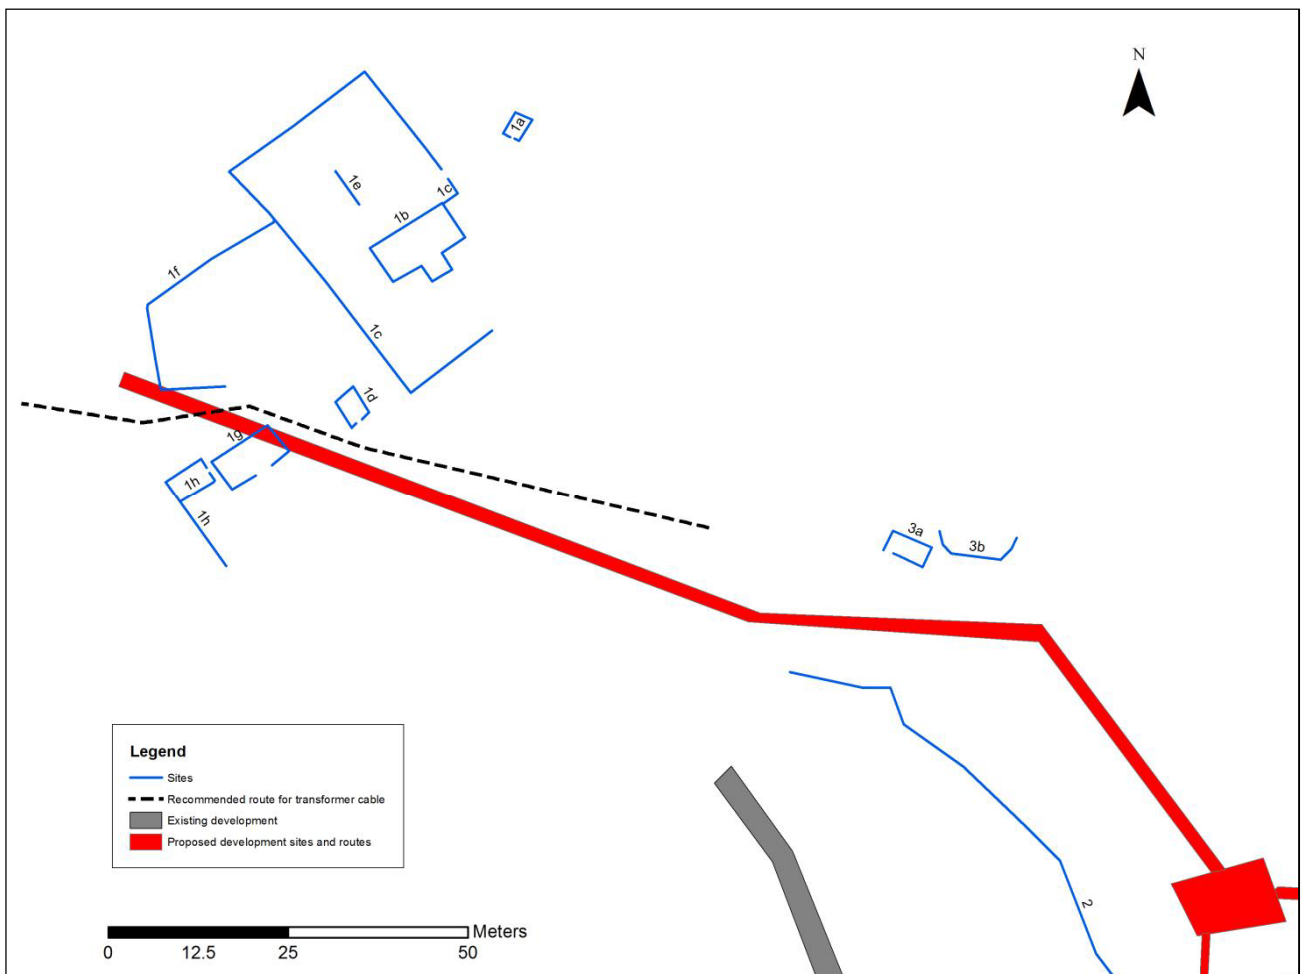 N
1a
1e
1c
1b
1f
1c
1d
1g
1h
1h
3a
3b
Legend
Sites
Recommended route for transformer cable
Existing development
Proposed development sites and routes
2
Meters
0 12.5 25 50